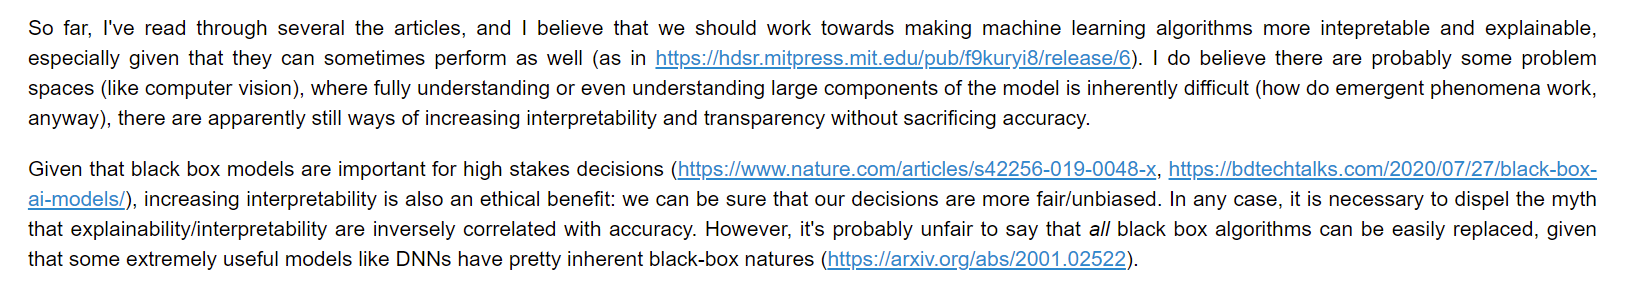 So far, I've read through several the articles, and I believe that we should work towards making machine learning algorithms more intepretable and explainable,
especially given that they can sometimes perform as well (as in https://hdsr.mitpress.mit.edu/pub/f9kuryi8/release/6). I do believe there are probably some problem
spaces (like computer vision), where fully understanding or even understanding large components of the model is inherently difficult (how do emergent phenomena work,
anyway), there are apparently still ways of increasing interpretability and transparency without sacrificing accuracy.
Given that black box models are important for high stakes decisions (https://www.nature.com/articles/s42256-019-0048-x, https://bdtechtalks.com/2020/07/27/black-box-
ai-models/), increasing interpretability is also an ethical benefit: we can be sure that our decisions are more fair/unbiased. In any case, it is necessary to dispel the myth
that explainability/interpretability are inversely correlated with accuracy. However, it's probably unfair to say that all black box algorithms can be easily replaced, given
that some extremely useful models like DNNs have pretty inherent black-box natures (https://arxiv.org/abs/2001.02522).